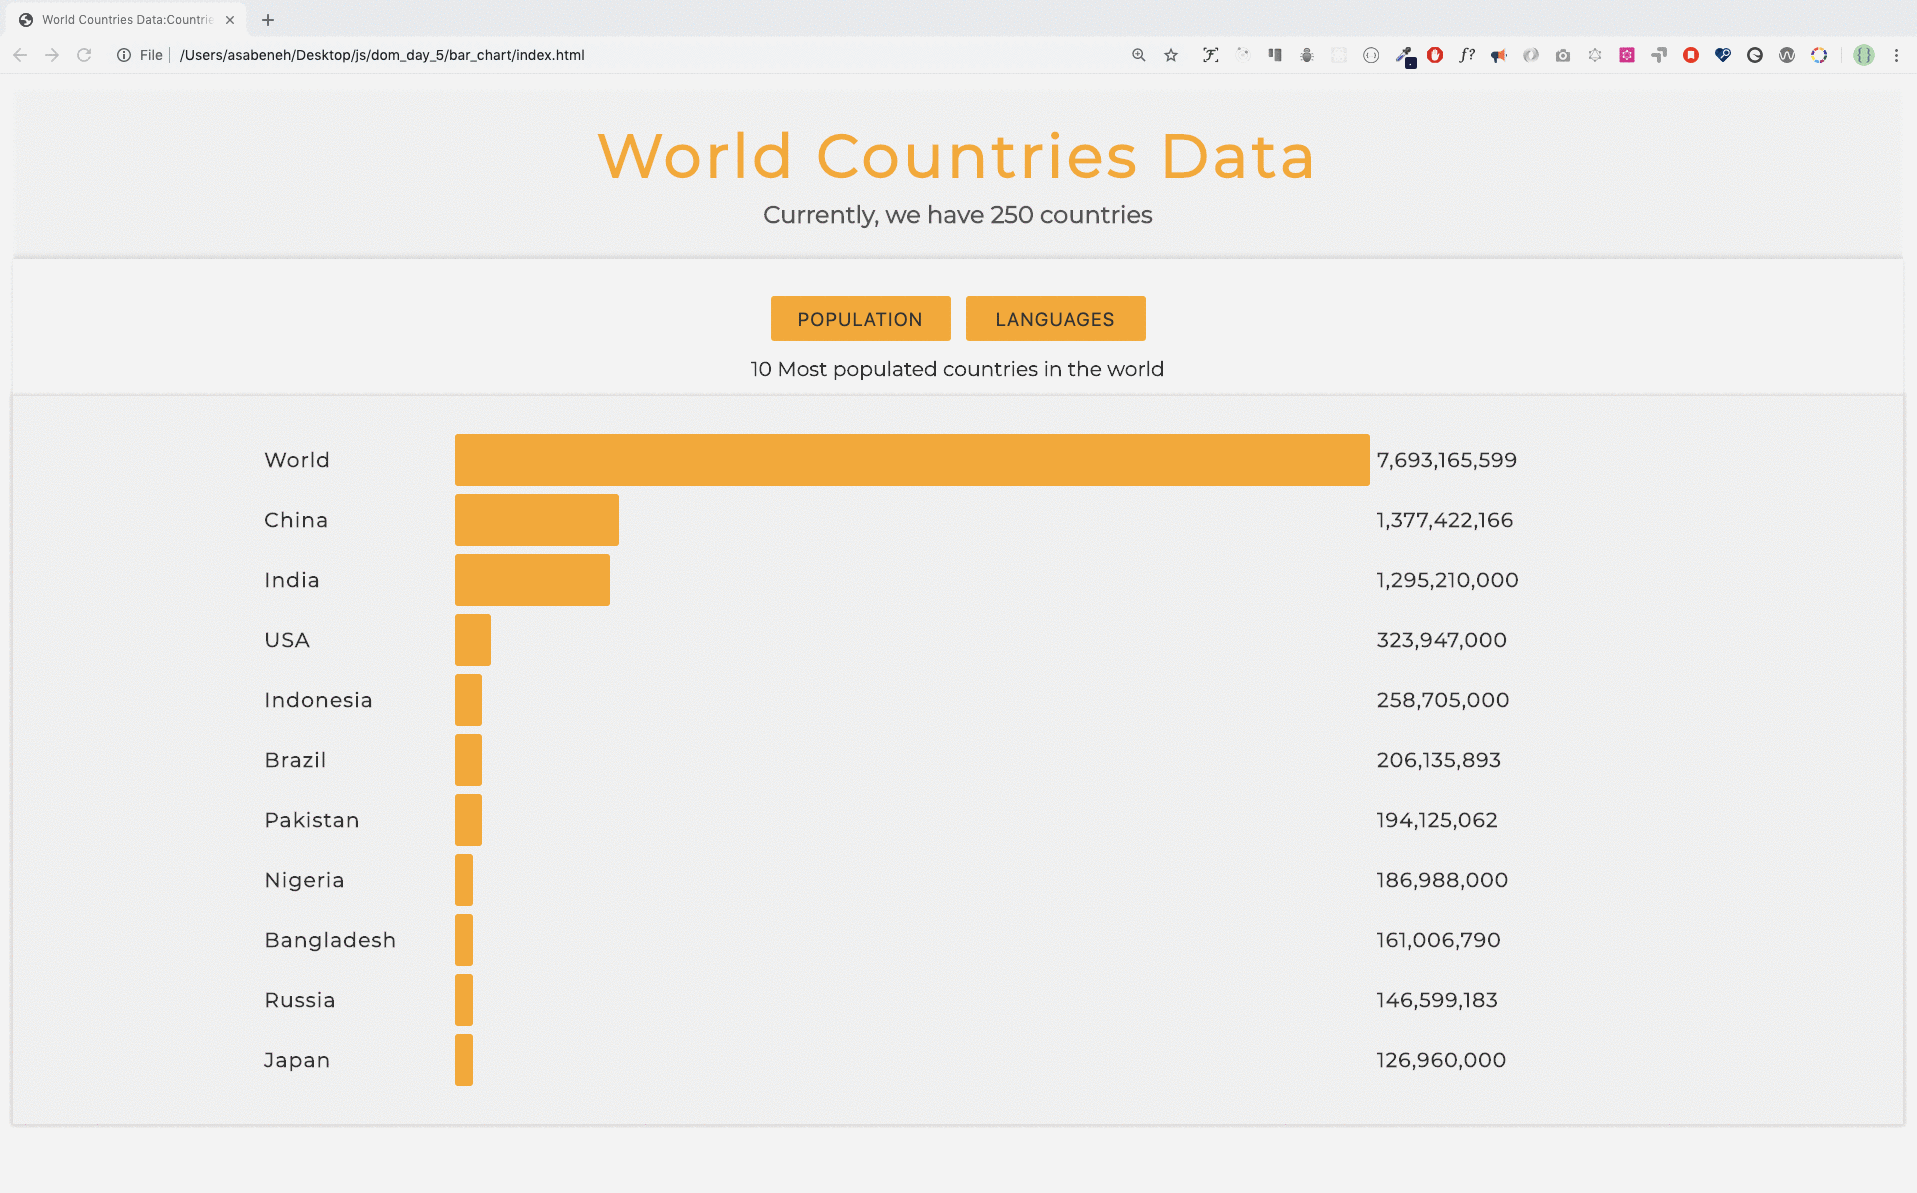 World Countries Data:Countrie
File /Users/asabeneh/Desktop/js/dom_day_5/bar_chart/index.html
World Countries Data
Currently, we have 250 countries
POPULATION LANGUAGES
10 Most populated countries in the world
World 7,693,165,599
China 1,377,422,166
India 1,295,210,000
USA 323,947,000
Indonesia 258,705,000
Brazil 206,135,893
Pakistan 194,125,062
Nigeria 186,988,000
Bangladesh 161,006,790
Russia 146,599,183
Japan 126,960,000